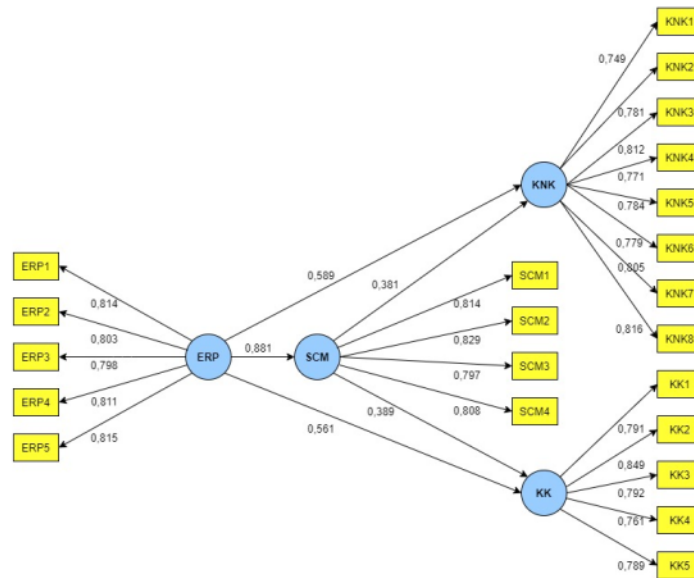 KNK1
0,749
KNK2
0,781
KNK3
0,812
KNK4
0,771
KNK
KNK5
0,784
KNK6
0,779
KNK7
0,805
KNK8
0,816
ERP1
0,814
ERP2
0,803
ERP3
0,798
ERP4
0,811
ERP5
0,815
ERP
0,589
0,881
0,561
SCM
0,381
0,389
SCM1
0,814
SCM2
0,829
SCM3
0,797
SCM4
0,808
KK1
0,791
KK2
0,849
KK3
KK
0,792
KK4
0,761
KK5
0,789